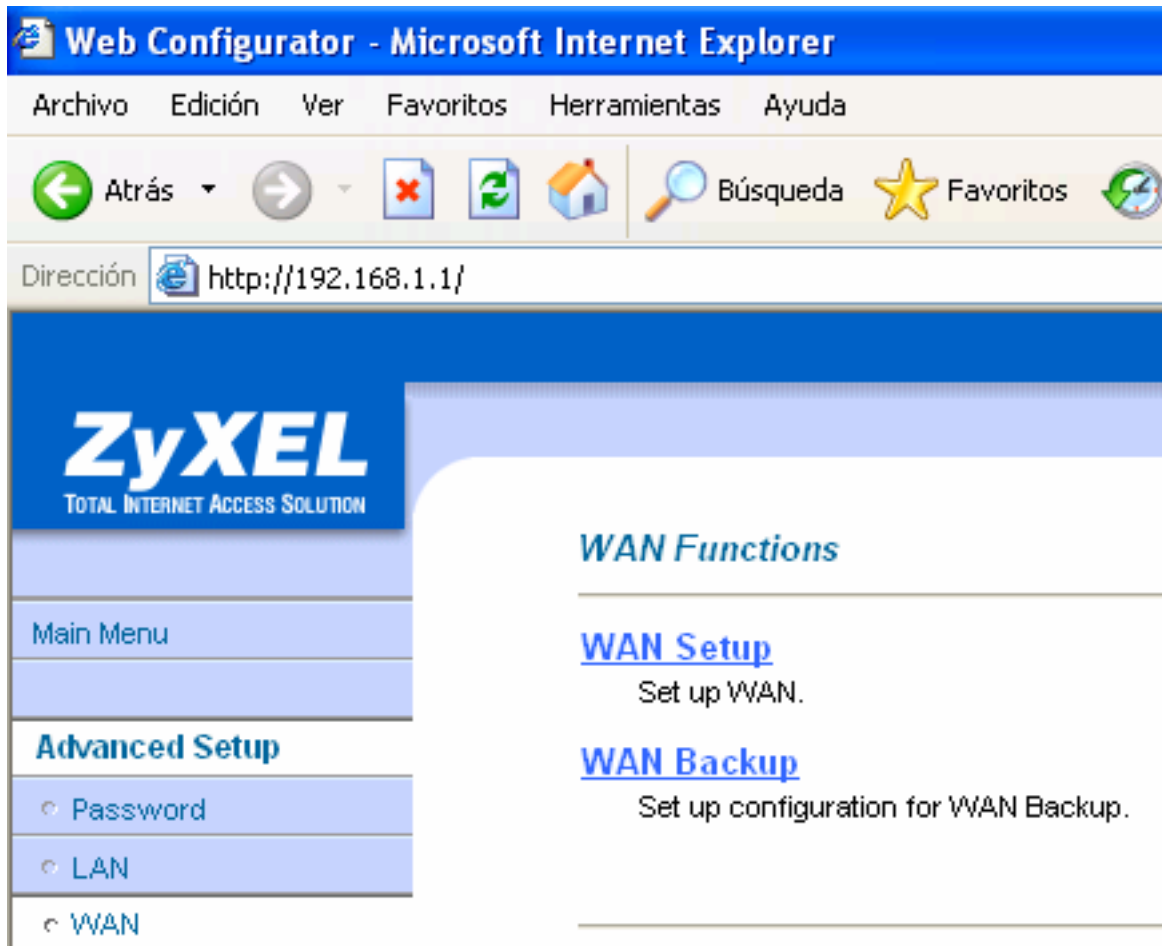 Web Configurator - Microsoft Internet Explorer
Archivo Edición Ver Favoritos Herramientas Ayuda
Atrás Búsqueda Favoritos
Dirección http://192.168.1.1/
ZyXEL
TOTAL INTERNET ACCESS SOLUTION
WAN Functions
Main Menu
WAN Setup
Set up WAN.
Advanced Setup
WAN Backup
Password
Set up configuration for WAN Backup.
LAN
WAN